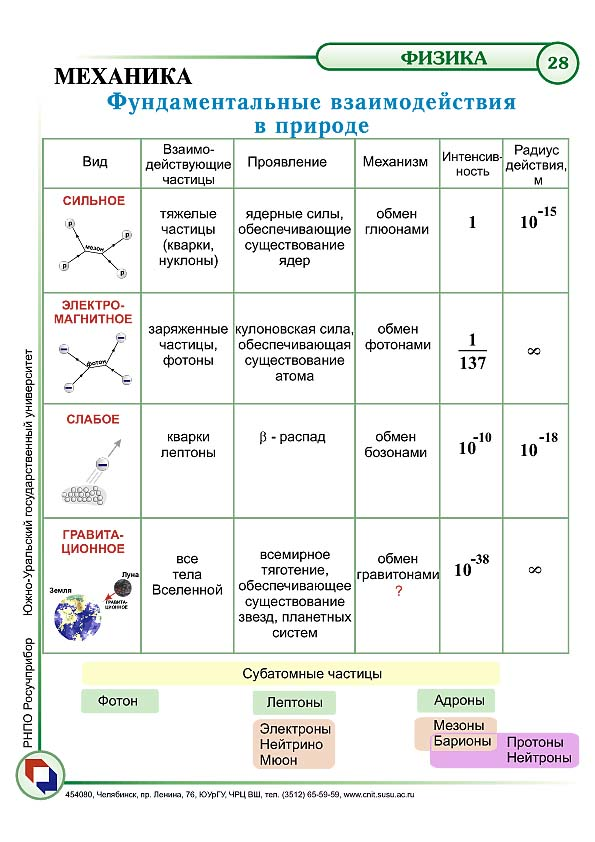 ФИЗИКА
28
МЕХАНИКА
Фундаментальные взаимодействия
в природе
Вид
Взаимо-
действующие
частицы
Проявление
Механизм
Интенсив-
ность
Радиус
действия,
м
СИЛЬНОЕ
P
P
мезон
P
P
тяжелые
частицы
(кварки,
нуклоны)
ядерные силы,
обеспечивающие
существование
ядер
обмен
глюонами
1
10^-15
ЭЛЕКТРО-
МАГНИТНОЕ
фотон
заряженные
частицы,
фотоны
кулоновская сила,
обеспечивающая
существование
атома
обмен
фотонами
1
137
∞
СЛАБОЕ
кварки
лептоны
β - распад
обмен
бозонами
10^-10
10^-18
ГРАВИТА-
ЦИОННОЕ
Земля
Луна
ГРАВИТА-
ЦИОННОЕ
все
тела
Вселенной
всемирное
тяготение,
обеспечивающее
существование
звезд, планетных
систем
обмен
гравитонами
?
10^-38
∞
Субатомные частицы
Фотон
Лептоны
Адроны
Электроны
Нейтрино
Мюон
Мезоны
Барионы
Протоны
Нейтроны
РНПО Росучприбор Южно-Уральский государственный университет
454080, Челябинск, пр. Ленина, 76, ЮУрГУ, ЧРЦ ВШ, тел. (3512) 65-59-59, www.cnit.susu.ac.ru